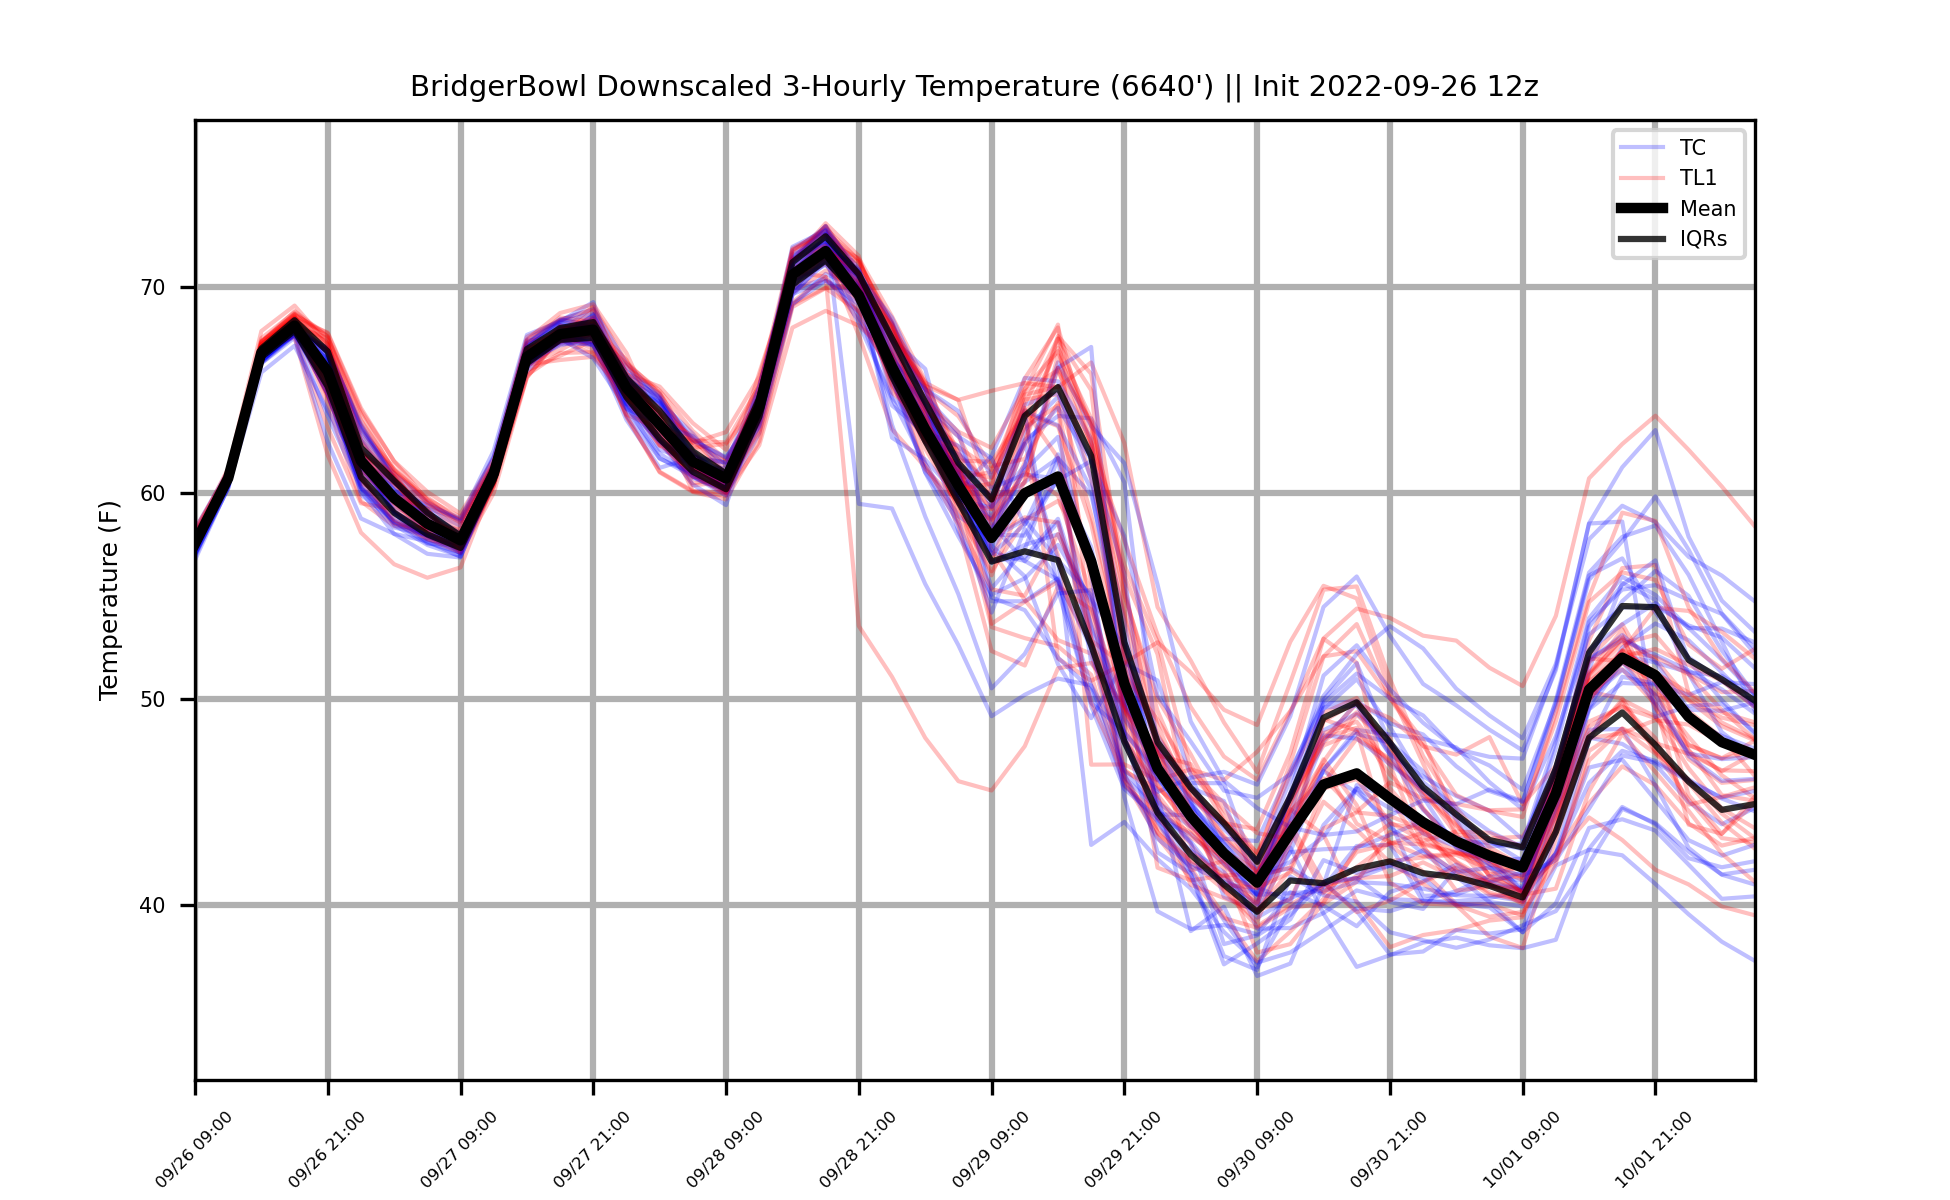 BridgerBowl Downscaled 3-Hourly Temperature (6640') || Init 2022-09-26 12z
TC
TL1
Mean
IQRs
Temperature (F)
70
60
50
40
09/26 09:00
09/26 21:00
09/27 09:00
09/27 21:00
09/28 09:00
09/28 21:00
09/29 09:00
09/29 21:00
09/30 09:00
09/30 21:00
10/01 09:00
10/01 21:00